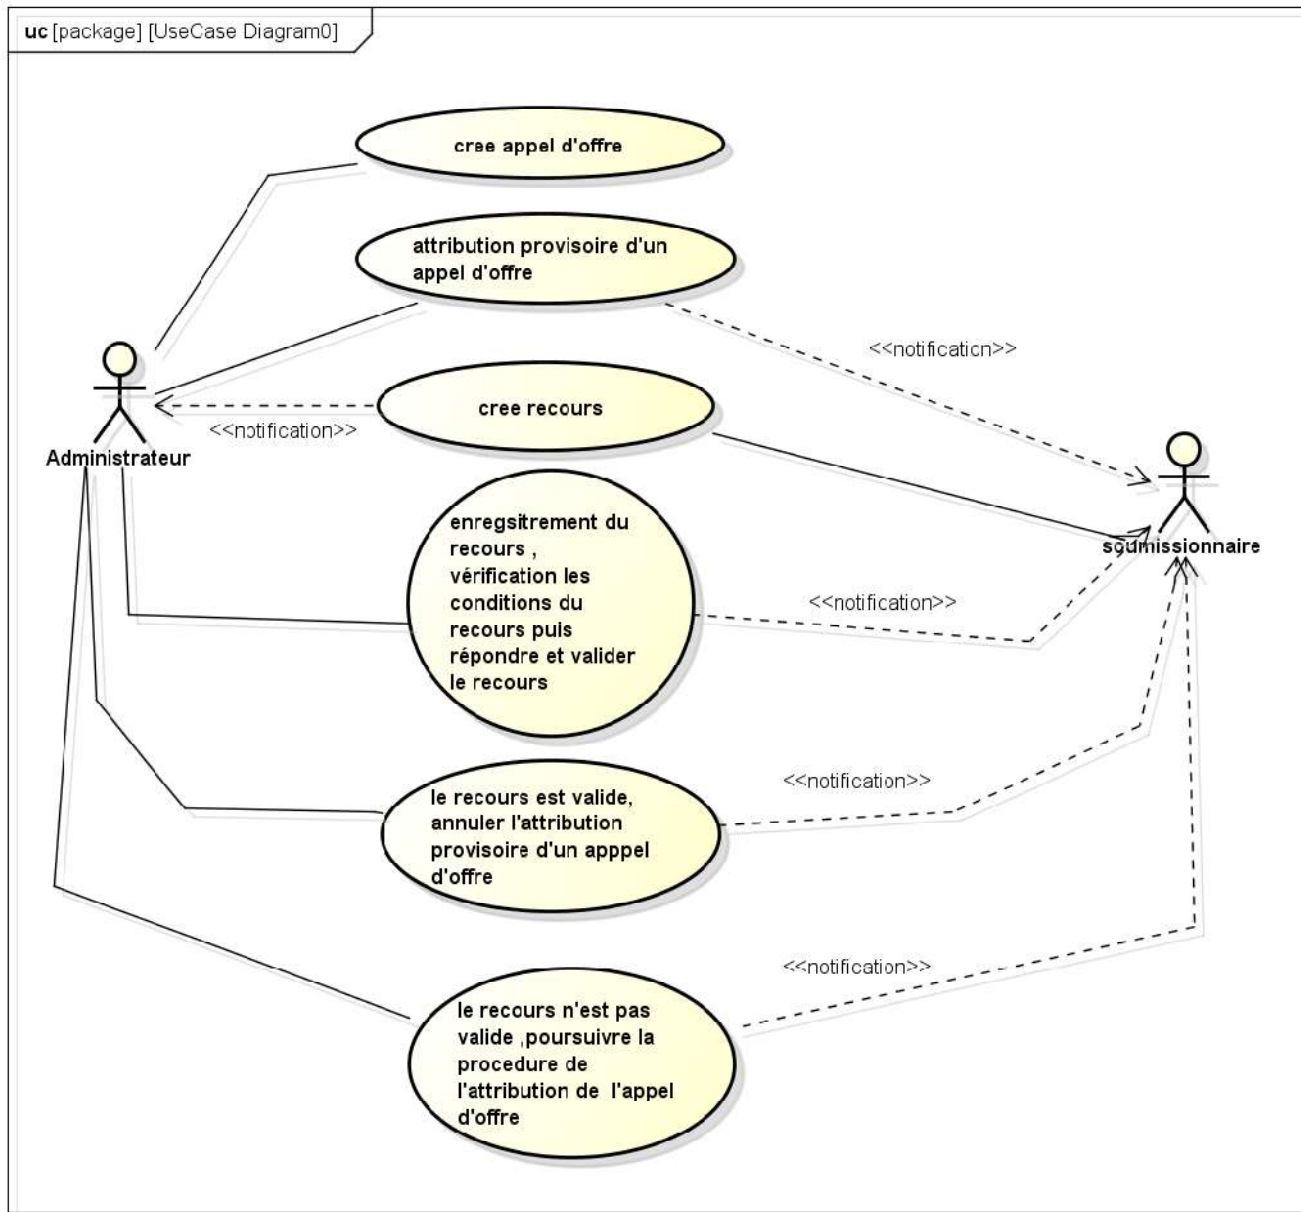 uc [package] [UseCase Diagram0]
cree appel d'offre
attribution provisoire d'un
appel d'offre
<<notification>>
cree recours
<<notification>>
Administrateur
soumissionnaire
enregsitrement du
recours ,
vérification les
conditions du
recours puis
répondre et valider
le recours
<<notification>>
le recours est valide,
annuler l'attribution
provisoire d'un apppel
d'offre
<<notification>>
le recours n'est pas
valide ,poursuivre la
procedure de
l'attribution de l'appel
d'offre
<<notification>>